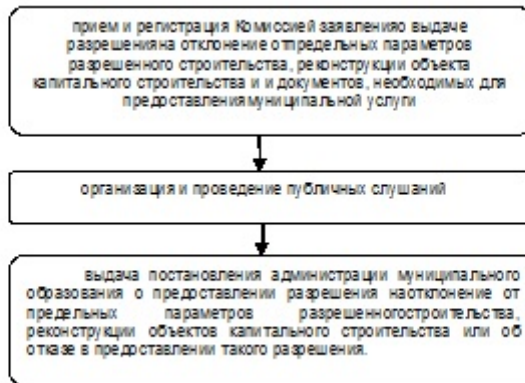 прием и регистрация Комиссией заявленияо выдаче
разрешенияна отклонение отпредельных параметров
разрешенного строительства, реконструкции объекта
капитального строительства и и документов, необходимых для
предоставлениямуниципальной услуги
организация и проведение публичных слушаний
выдача постановления администрации муниципального
образования о предоставлении разрешения наотклонение от
предельных параметров разрешенногостроительства,
реконструкции объектов капитального строительства или об
отказе в предоставлении такого разрешения.